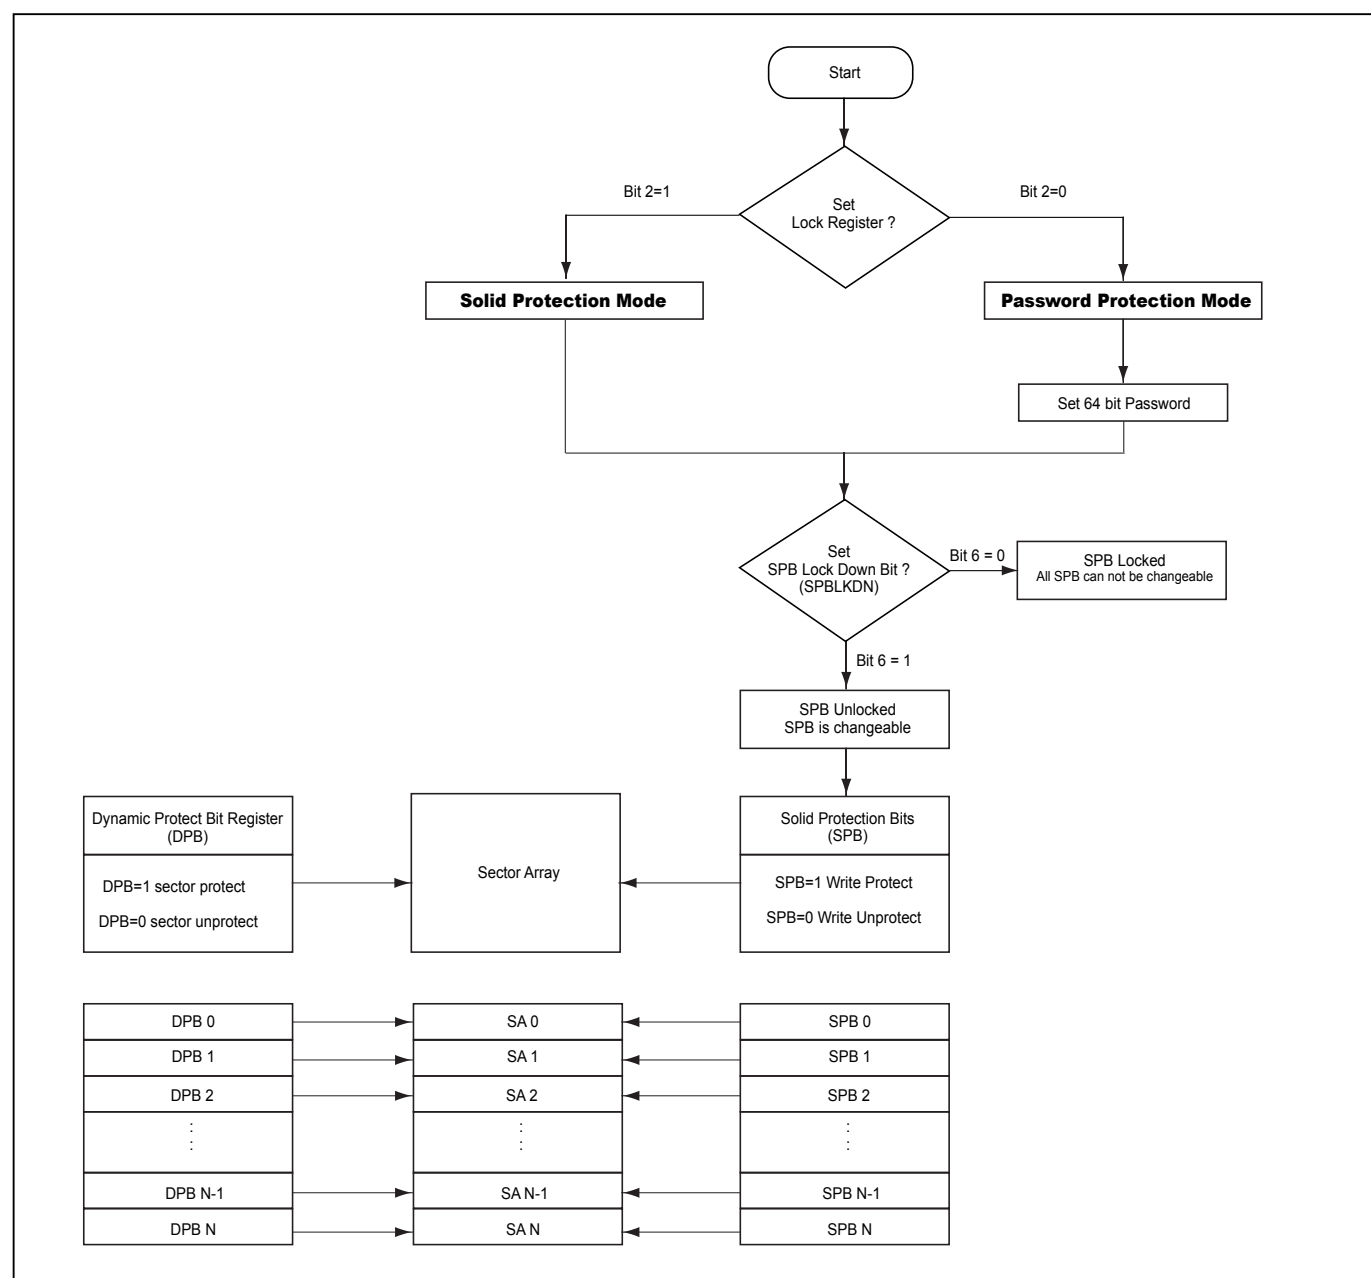 Start
Bit 2=1
Bit 2=0
Set
Lock Register ?
Solid Protection Mode
Password Protection Mode
Set 64 bit Password
Set
SPB Lock Down Bit ?
(SPBLKDN)
Bit 6 = 0
SPB Locked
All SPB can not be changeable
Bit 6 = 1
SPB Unlocked
SPB is changeable
Dynamic Protect Bit Register
(DPB)
DPB=1 sector protect
DPB=0 sector unprotect
Sector Array
Solid Protection Bits
(SPB)
SPB=1 Write Protect
SPB=0 Write Unprotect
DPB 0
SA 0
SPB 0
DPB 1
SA 1
SPB 1
DPB 2
SA 2
SPB 2
: : :
: : :
DPB N-1
SA N-1
SPB N-1
DPB N
SA N
SPB N